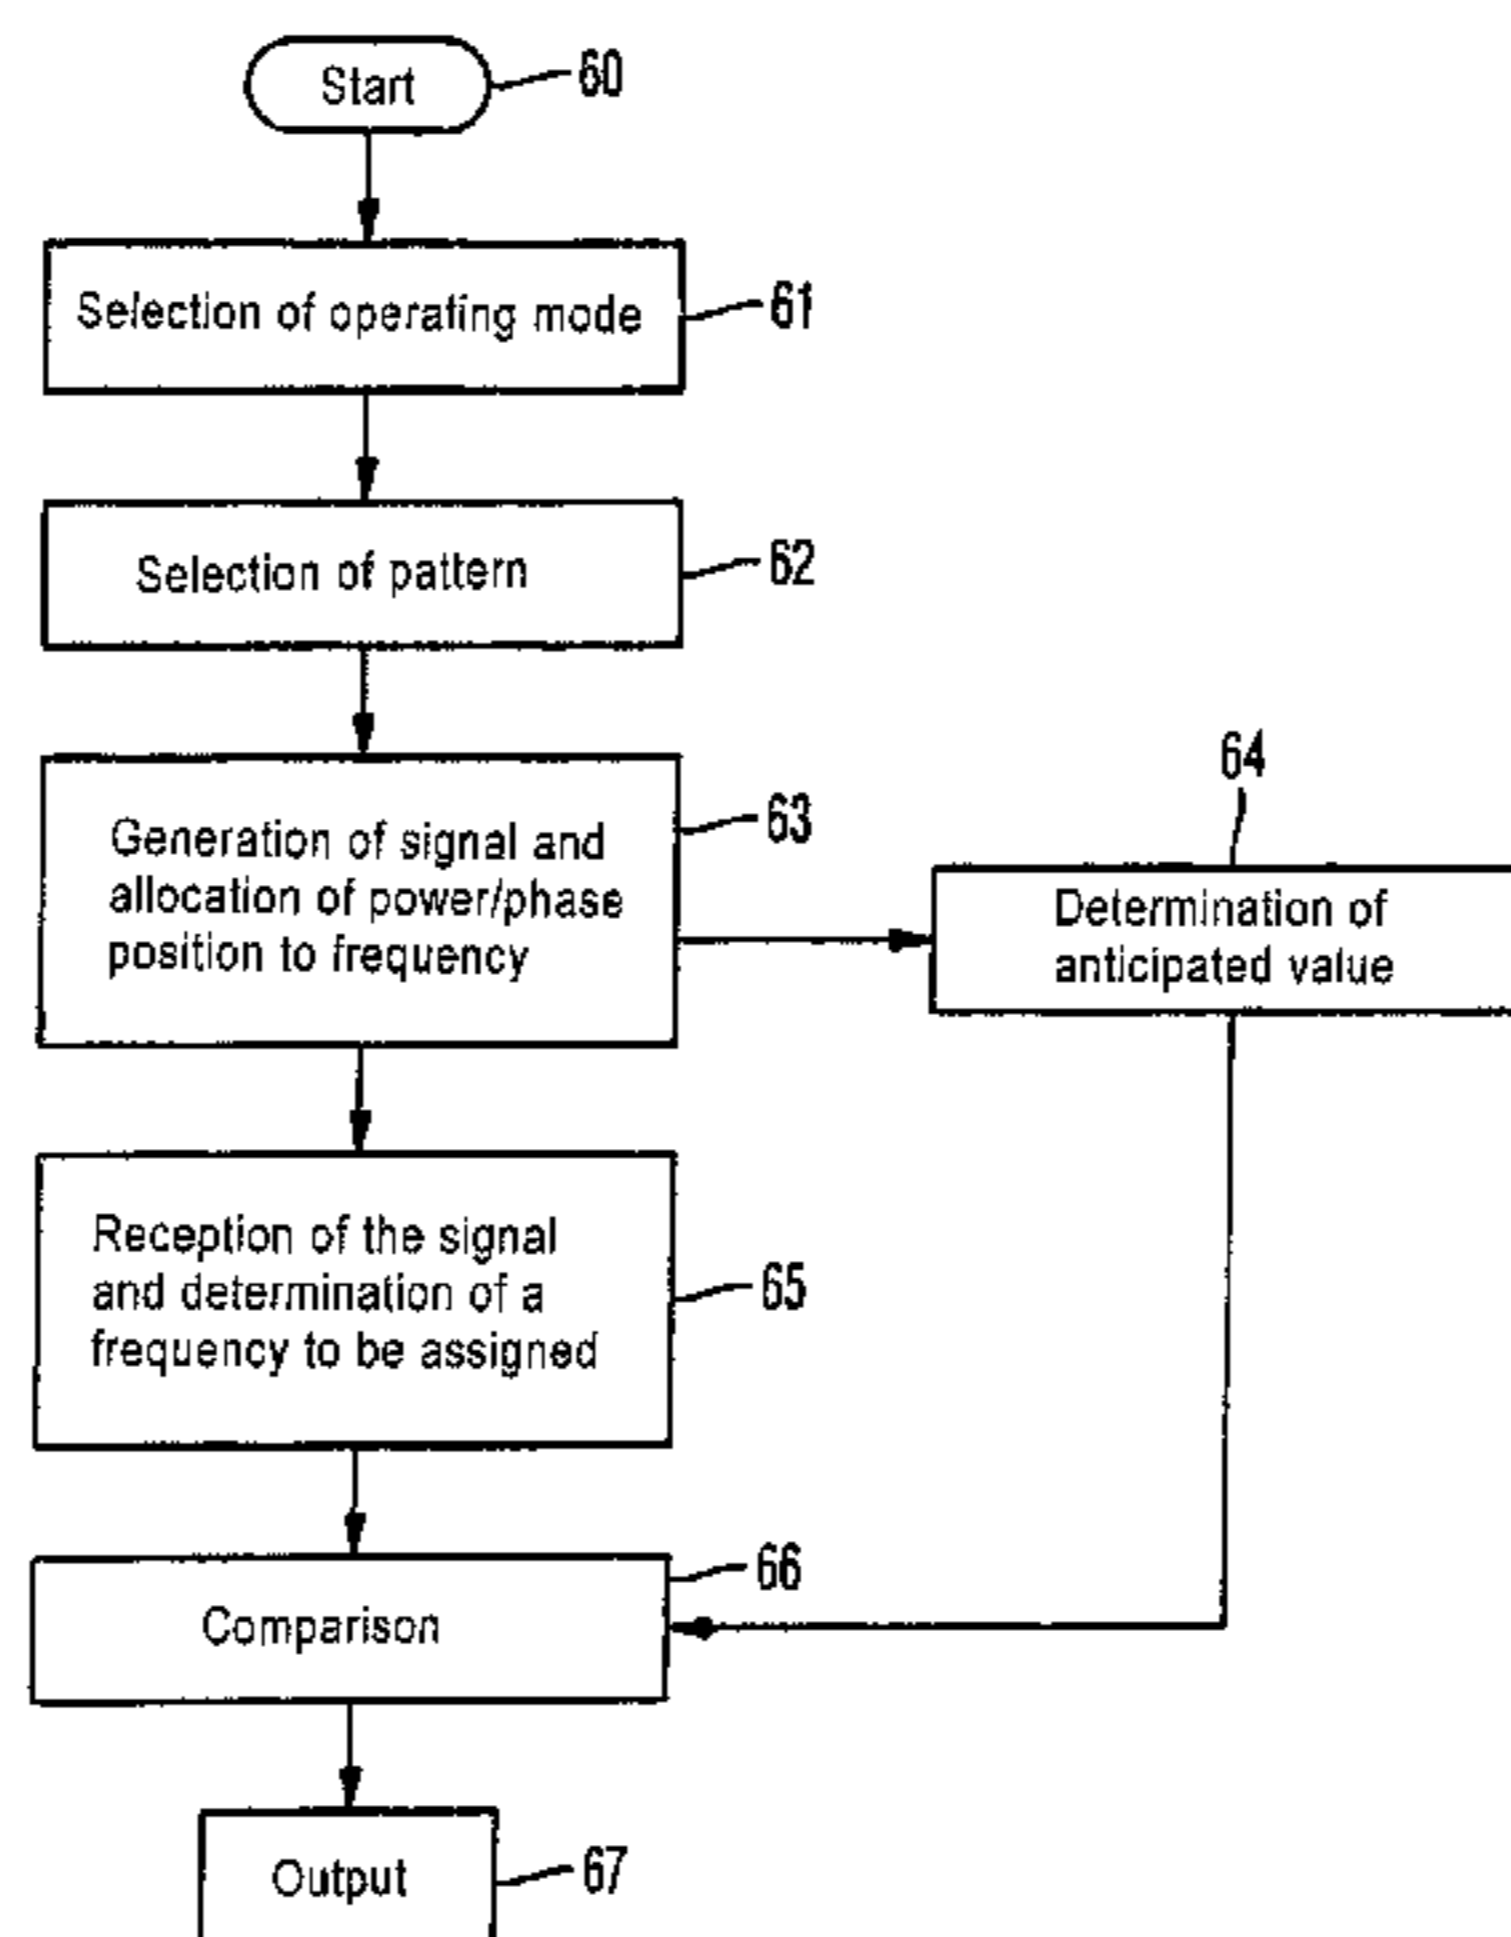 Start
60
Selection of operating mode
61
Selection of pattern
62
Generation of signal and
allocation of power/phase
position to frequency
63
64
Determination of
anticipated value
Reception of the signal
and determination of a
frequency to be assigned
65
Comparison
66
Output
67